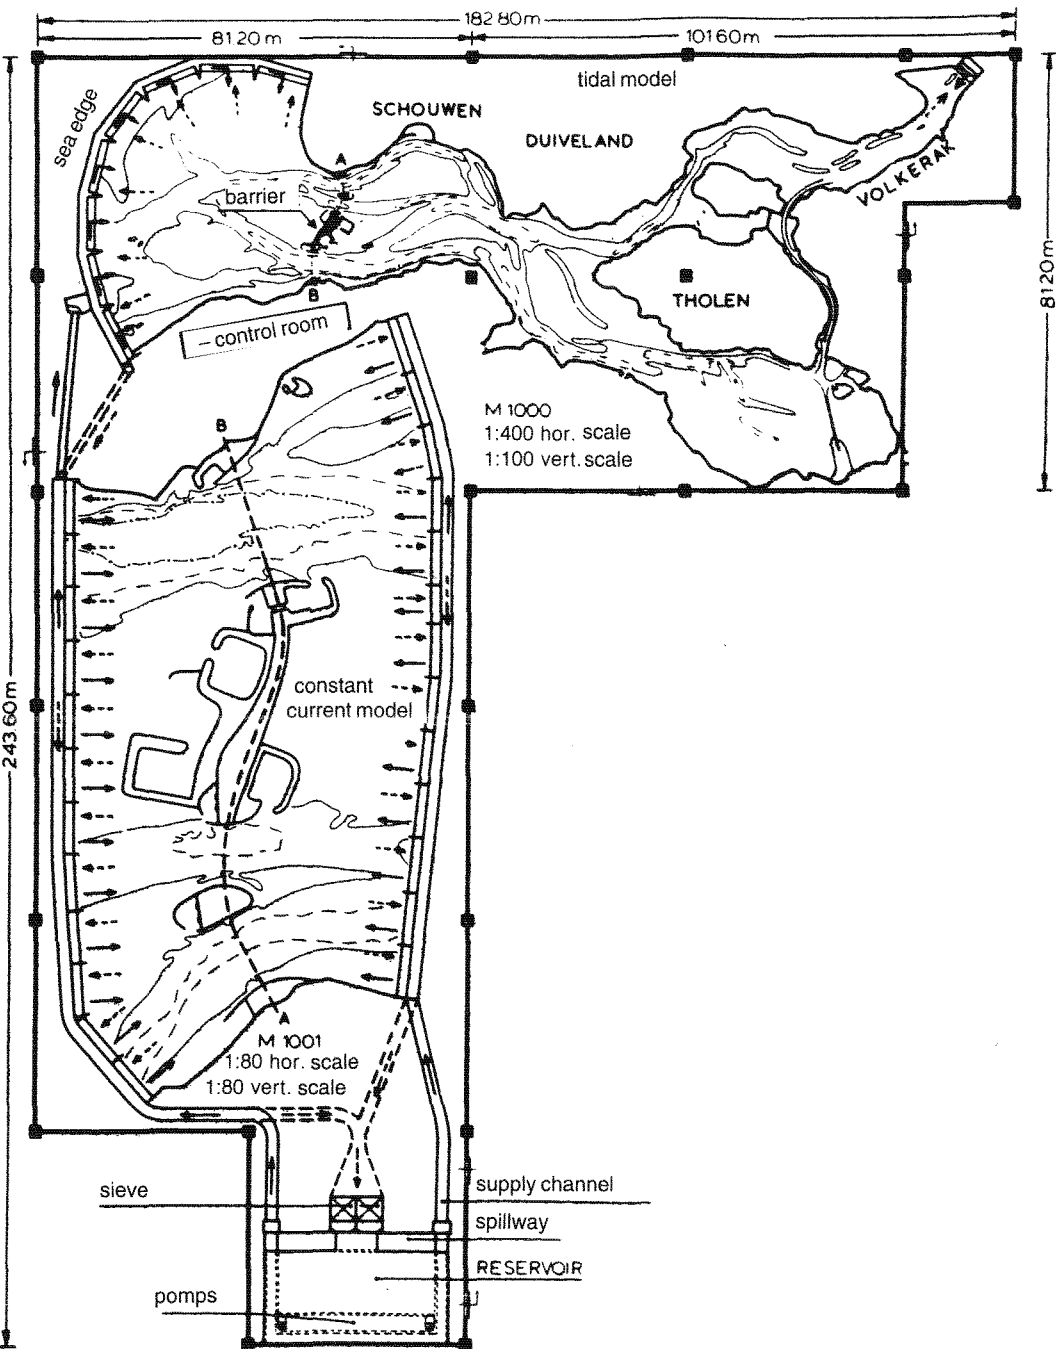 182.80m
81.20m
101.60m
tidal model
sea edge
SCHOUWEN
DUIVELAND
A
barrier
VOLKERAK
B
THOLEN
81.20m
– control room
M 1000
1:400 hor. scale
1:100 vert. scale
B
constant
current model
243.60m
A
M 1001
1:80 hor. scale
1:80 vert. scale
sieve
supply channel
spillway
RESERVOIR
pomps